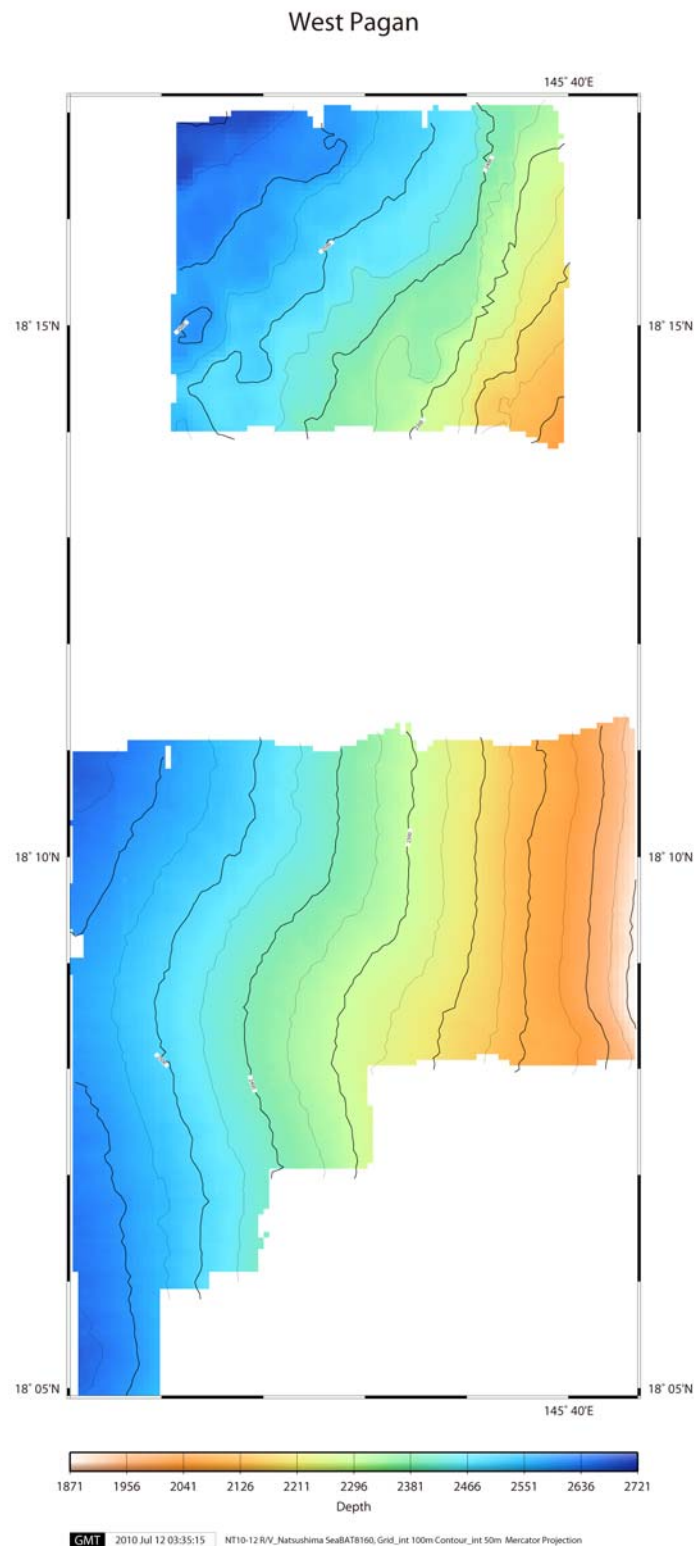 West Pagan
145° 40'E
18° 15'N 18° 15'N
18° 10'N 18° 10'N
18° 05'N 18° 05'N
145° 40'E
1871 1956 2041 2126 2211 2296 2381 2466 2551 2636 2721
Depth
GMT 2010 Jul 12 03:35:15 NT10-12 R/V_Natsushima SeaBAT8160, Grid_int 100m Contour_int 50m Mercator Projection